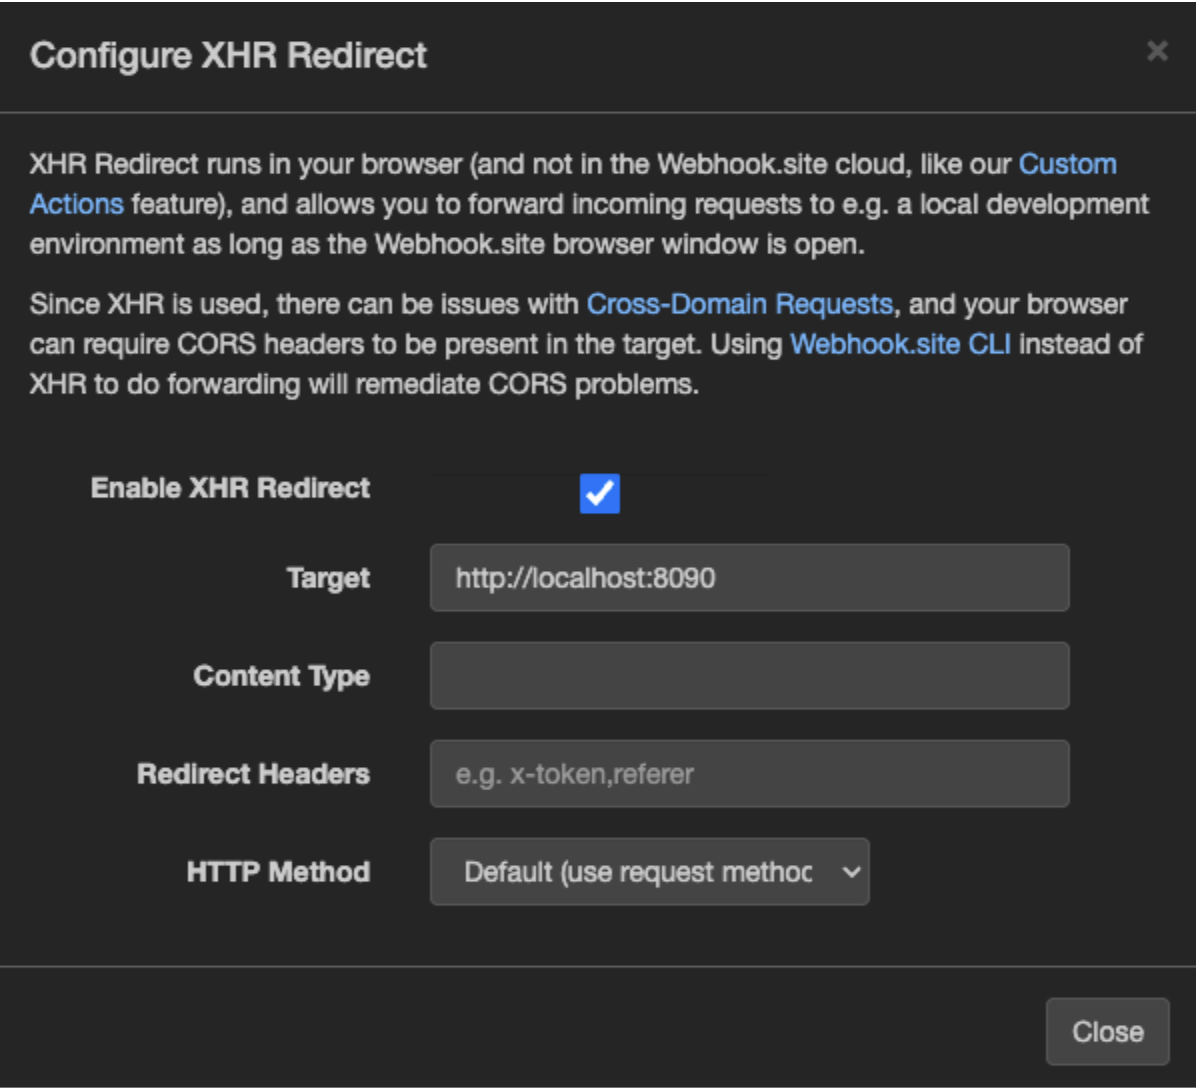 Configure XHR Redirect
×
XHR Redirect runs in your browser (and not in the Webhook.site cloud, like our Custom
Actions feature), and allows you to forward incoming requests to e.g. a local development
environment as long as the Webhook.site browser window is open.
Since XHR is used, there can be issues with Cross-Domain Requests, and your browser
can require CORS headers to be present in the target. Using Webhook.site CLI instead of
XHR to do forwarding will remediate CORS problems.
Enable XHR Redirect
Target
http://localhost:8090
Content Type
Redirect Headers
e.g. x-token,referer
HTTP Method
Default (use request method
Close